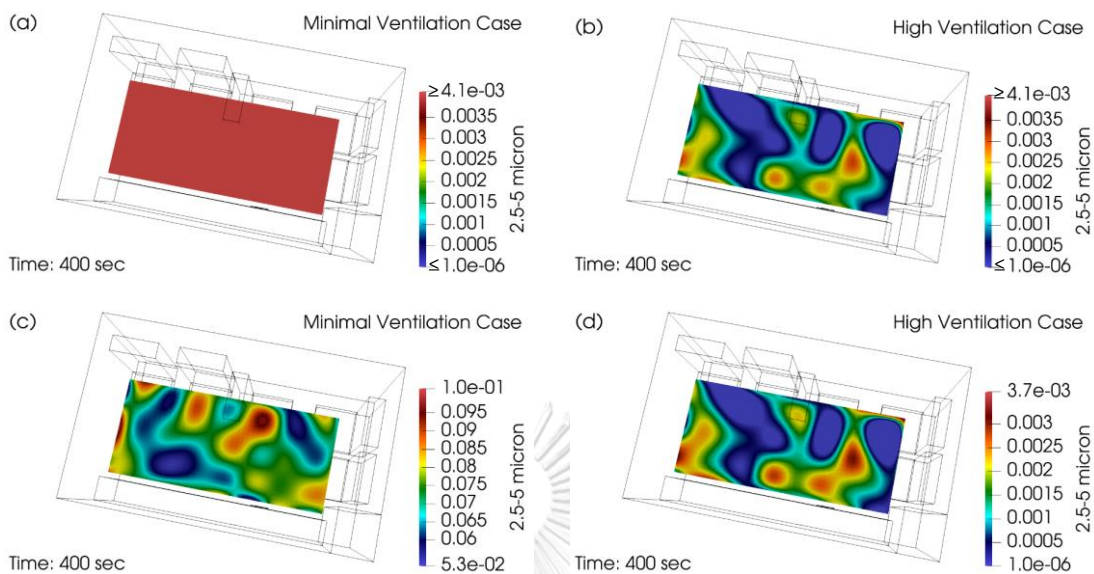 (a) Minimal Ventilation Case
≥4.1e-03
0.0035
0.003
0.0025
0.002
0.0015
0.001
0.0005
≤1.0e-06
2.5-5 micron
Time: 400 sec
(b) High Ventilation Case
≥4.1e-03
0.0035
0.003
0.0025
0.002
0.0015
0.001
0.0005
≤1.0e-06
2.5-5 micron
Time: 400 sec
(c) Minimal Ventilation Case
1.0e-01
0.095
0.09
0.085
0.08
0.075
0.07
0.065
0.06
5.3e-02
2.5-5 micron
Time: 400 sec
(d) High Ventilation Case
3.7e-03
0.003
0.0025
0.002
0.0015
0.001
0.0005
1.0e-06
2.5-5 micron
Time: 400 sec